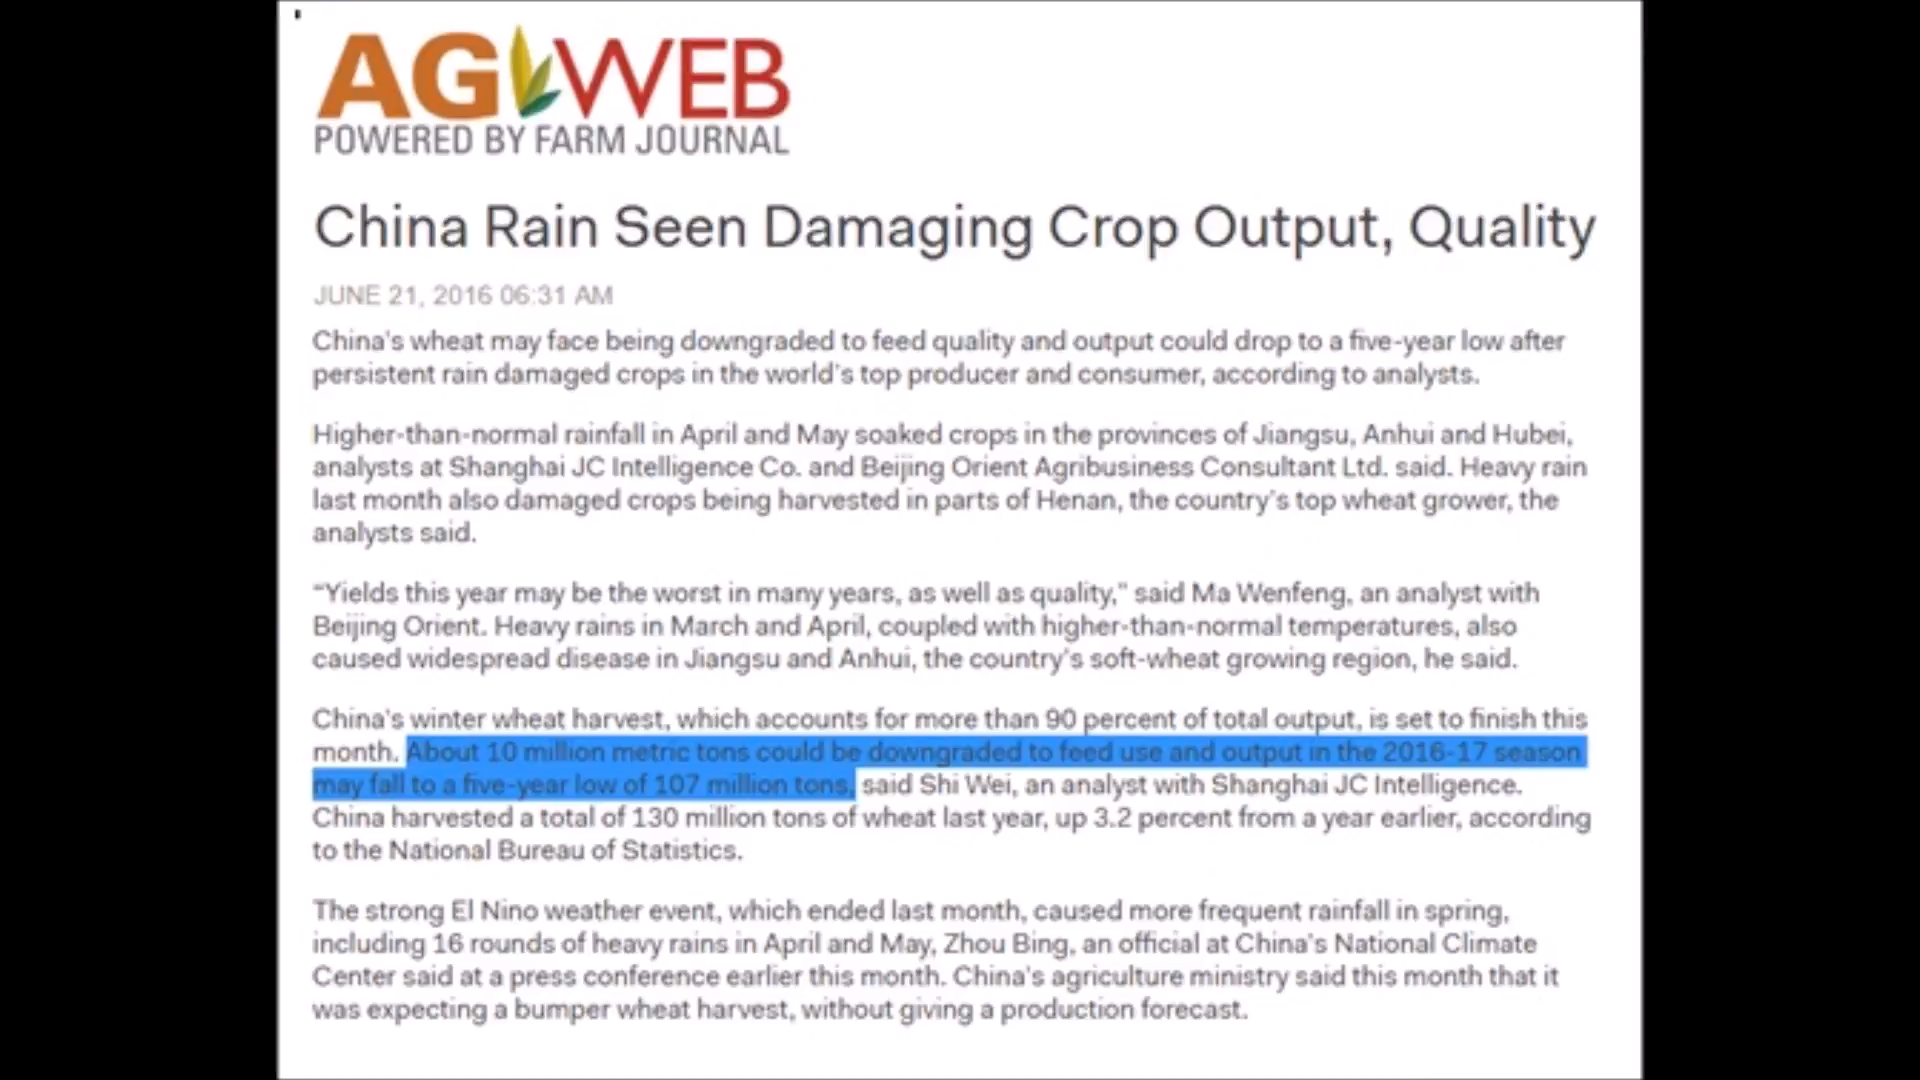 AG WEB
POWERED BY FARM JOURNAL
China Rain Seen Damaging Crop Output, Quality
JUNE 21, 2016 06:31 AM
China's wheat may face being downgraded to feed quality and output could drop to a five-year low after
persistent rain damaged crops in the world's top producer and consumer, according to analysts.
Higher-than-normal rainfall in April and May soaked crops in the provinces of Jiangsu, Anhui and Hubei,
analysts at Shanghai JC Intelligence Co. and Beijing Orient Agribusiness Consultant Ltd. said. Heavy rain
last month also damaged crops being harvested in parts of Henan, the country's top wheat grower, the
analysts said.
“Yields this year may be the worst in many years, as well as quality,” said Ma Wenfeng, an analyst with
Beijing Orient. Heavy rains in March and April, coupled with higher-than-normal temperatures, also
caused widespread disease in Jiangsu and Anhui, the country's soft-wheat growing region, he said.
China's winter wheat harvest, which accounts for more than 90 percent of total output, is set to finish this
month. About 10 million metric tons could be downgraded to feed use and output in the 2016-17 season
may fall to a five-year low of 107 million tons, said Shi Wei, an analyst with Shanghai JC Intelligence.
China harvested a total of 130 million tons of wheat last year, up 3.2 percent from a year earlier, according
to the National Bureau of Statistics.
The strong El Nino weather event, which ended last month, caused more frequent rainfall in spring,
including 16 rounds of heavy rains in April and May, Zhou Bing, an official at China's National Climate
Center said at a press conference earlier this month. China's agriculture ministry said this month that it
was expecting a bumper wheat harvest, without giving a production forecast.